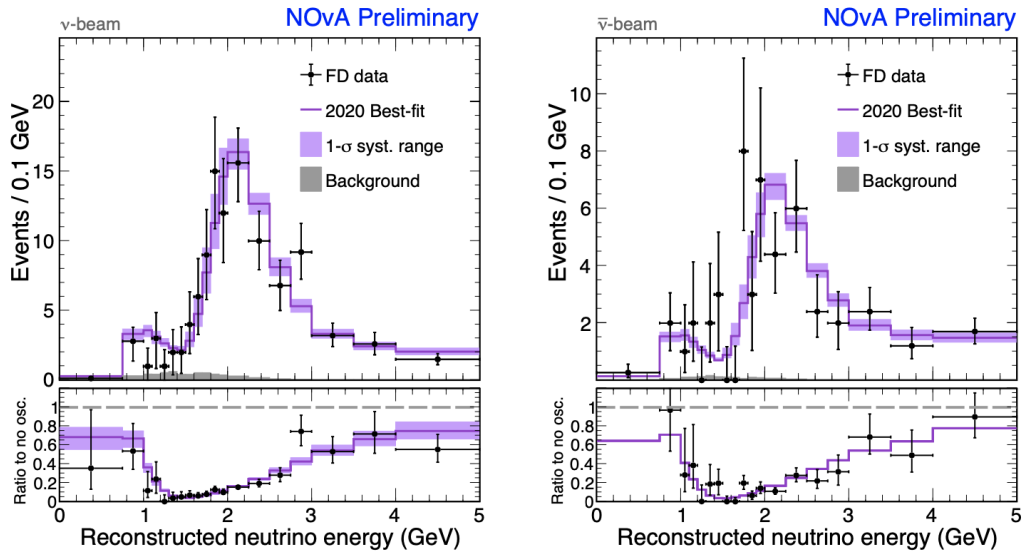 ν-beam
NOνA Preliminary
Events / 0.1 GeV
20
15
10
5
0
FD data
2020 Best-fit
1-σ syst. range
Background
Ratio to no osc.
1
0.8
0.6
0.4
0.2
0
0 1 2 3 4 5
Reconstructed neutrino energy (GeV)
ν̄-beam
NOνA Preliminary
Events / 0.1 GeV
10
8
6
4
2
FD data
2020 Best-fit
1-σ syst. range
Background
Ratio to no osc.
1
0.8
0.6
0.4
0.2
0
0 1 2 3 4 5
Reconstructed neutrino energy (GeV)